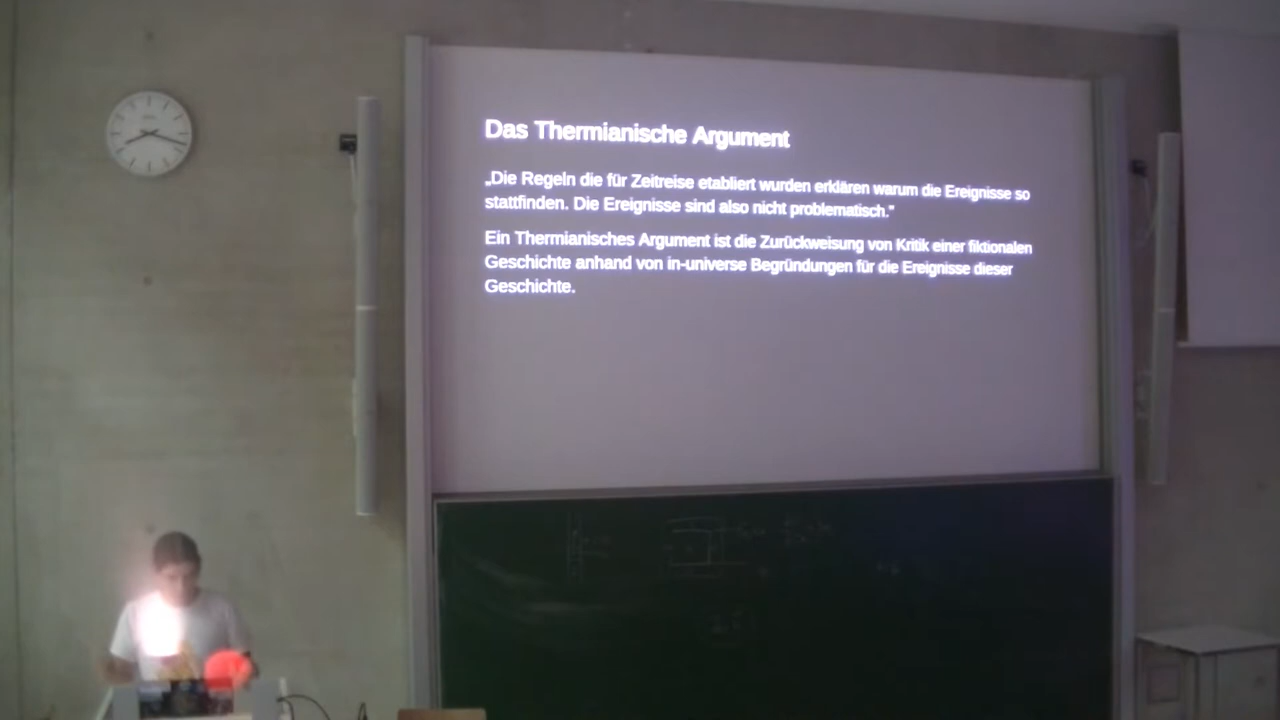 Das Thermianische Argument
„Die Regeln die für Zeitreise etabliert wurden erklären warum die Ereignisse so
stattfinden. Die Ereignisse sind also nicht problematisch.“
Ein Thermianisches Argument ist die Zurückweisung von Kritik einer fiktionalen
Geschichte anhand von in-universe Begründungen für die Ereignisse dieser
Geschichte.